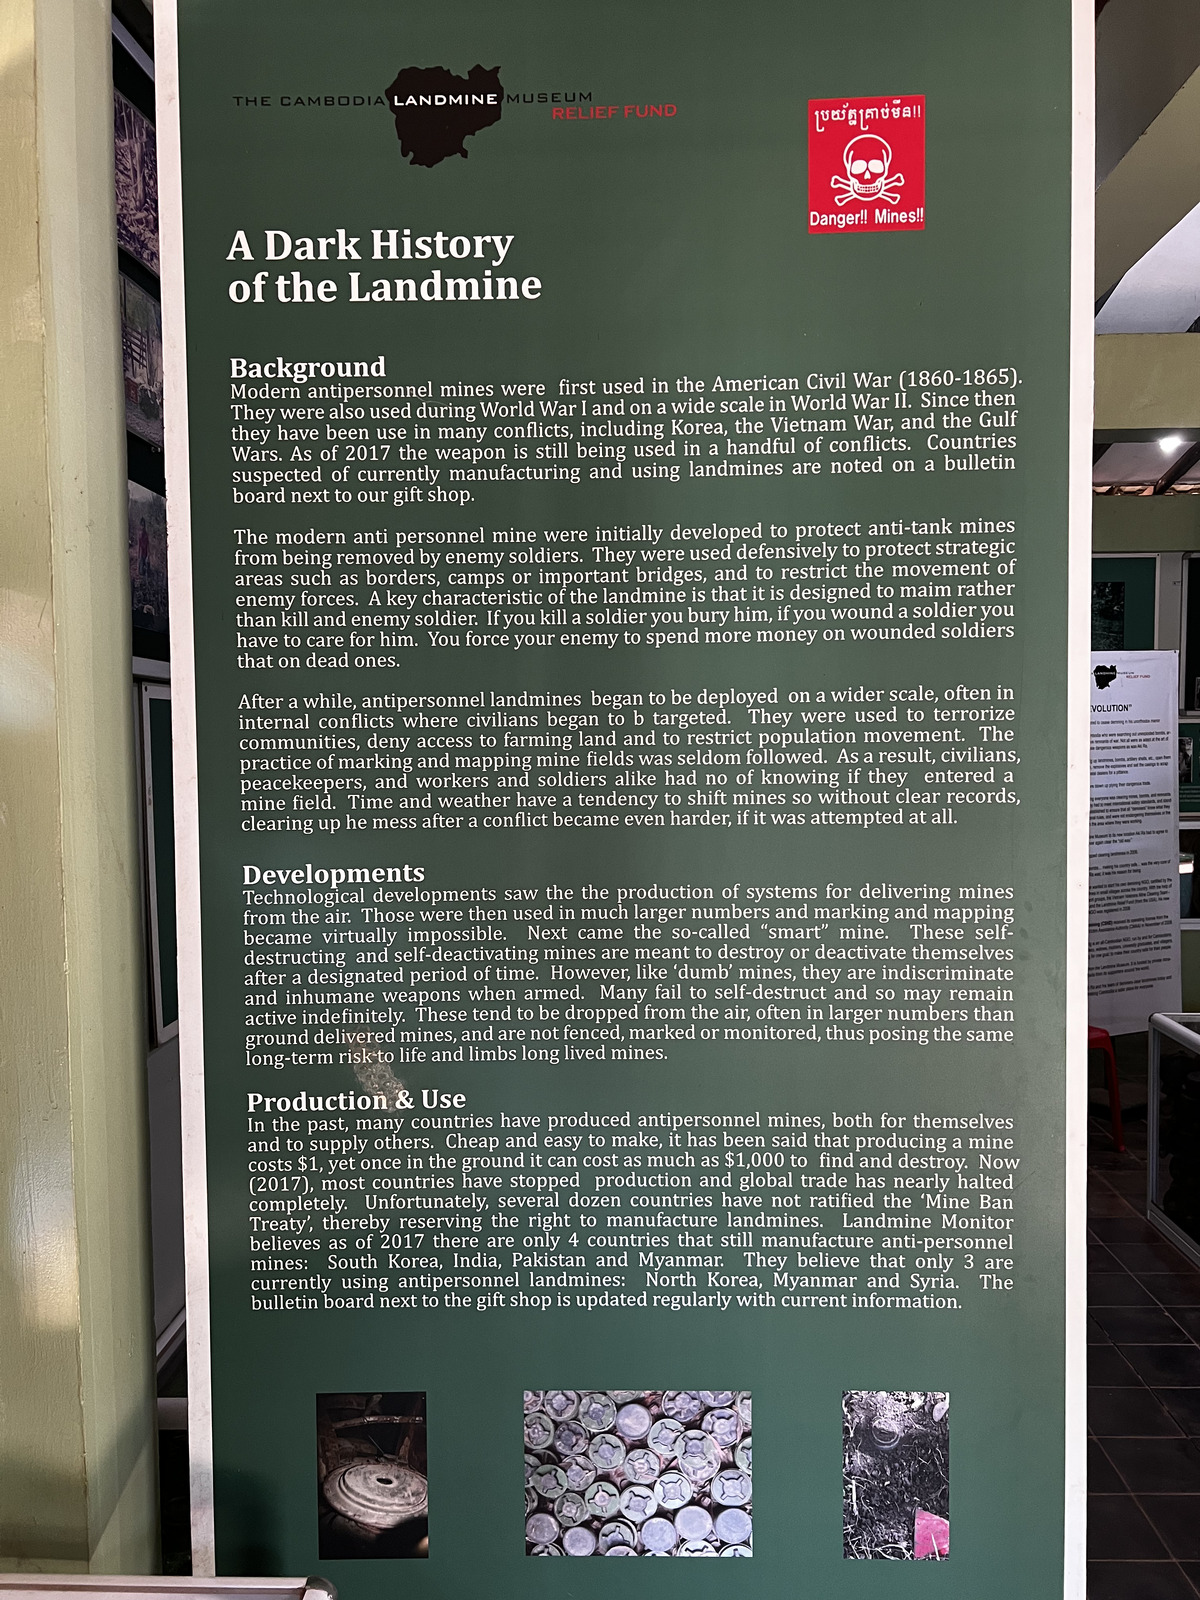 THE CAMBODIA LANDMINE MUSEUM
RELIEF FUND
ប្រយ័ត្នគ្រាប់មីន!!
Danger!! Mines!!
A Dark History
of the Landmine
Background
Modern antipersonnel mines were first used in the American Civil War (1860-1865).
They were also used during World War I and on a wide scale in World War II. Since then
they have been use in many conflicts, including Korea, the Vietnam War, and the Gulf
Wars. As of 2017 the weapon is still being used in a handful of conflicts. Countries
suspected of currently manufacturing and using landmines are noted on a bulletin
board next to our gift shop.
The modern anti personnel mine were initially developed to protect anti-tank mines
from being removed by enemy soldiers. They were used defensively to protect strategic
areas such as borders, camps or important bridges, and to restrict the movement of
enemy forces. A key characteristic of the landmine is that it is designed to maim rather
than kill and enemy soldier. If you kill a soldier you bury him, if you wound a soldier you
have to care for him. You force your enemy to spend more money on wounded soldiers
that on dead ones.
After a while, antipersonnel landmines began to be deployed on a wider scale, often in
internal conflicts where civilians began to b targeted. They were used to terrorize
communities, deny access to farming land and to restrict population movement. The
practice of marking and mapping mine fields was seldom followed. As a result, civilians,
peacekeepers, and workers and soldiers alike had no of knowing if they entered a
mine field. Time and weather have a tendency to shift mines so without clear records,
clearing up he mess after a conflict became even harder, if it was attempted at all.
Developments
Technological developments saw the the production of systems for delivering mines
from the air. Those were then used in much larger numbers and marking and mapping
became virtually impossible. Next came the so-called “smart” mine. These self-
destructing and self-deactivating mines are meant to destroy or deactivate themselves
after a designated period of time. However, like ‘dumb’ mines, they are indiscriminate
and inhumane weapons when armed. Many fail to self-destruct and so may remain
active indefinitely. These tend to be dropped from the air, often in larger numbers than
ground delivered mines, and are not fenced, marked or monitored, thus posing the same
long-term risk to life and limbs long lived mines.
Production & Use
In the past, many countries have produced antipersonnel mines, both for themselves
and to supply others. Cheap and easy to make, it has been said that producing a mine
costs $1, yet once in the ground it can cost as much as $1,000 to find and destroy. Now
(2017), most countries have stopped production and global trade has nearly halted
completely. Unfortunately, several dozen countries have not ratified the ‘Mine Ban
Treaty’, thereby reserving the right to manufacture landmines. Landmine Monitor
believes as of 2017 there are only 4 countries that still manufacture anti-personnel
mines: South Korea, India, Pakistan and Myanmar. They believe that only 3 are
currently using antipersonnel landmines: North Korea, Myanmar and Syria. The
bulletin board next to the gift shop is updated regularly with current information.
LANDMINE MUSEUM
RELIEF FUND
EVOLUTION"